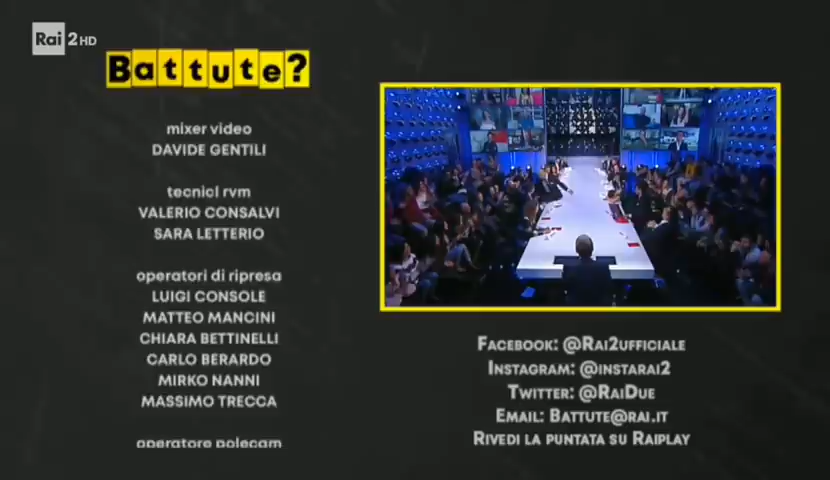 Rai 2 HD
Battute?
mixer video
DAVIDE GENTILI
tecnici rvm
VALERIO CONSALVI
SARA LETTERIO
operatori di ripresa
LUIGI CONSOLE
MATTEO MANCINI
CHIARA BETTINELLI
CARLO BERARDO
MIRKO NANNI
MASSIMO TRECCA
operatore polecam
FACEBOOK: @RAI2UFFICIALE
INSTAGRAM: @INSTARAI2
TWITTER: @RAIDUE
EMAIL: BATTUTE@RAI.IT
RIVEDI LA PUNTATA SU RAIPLAY